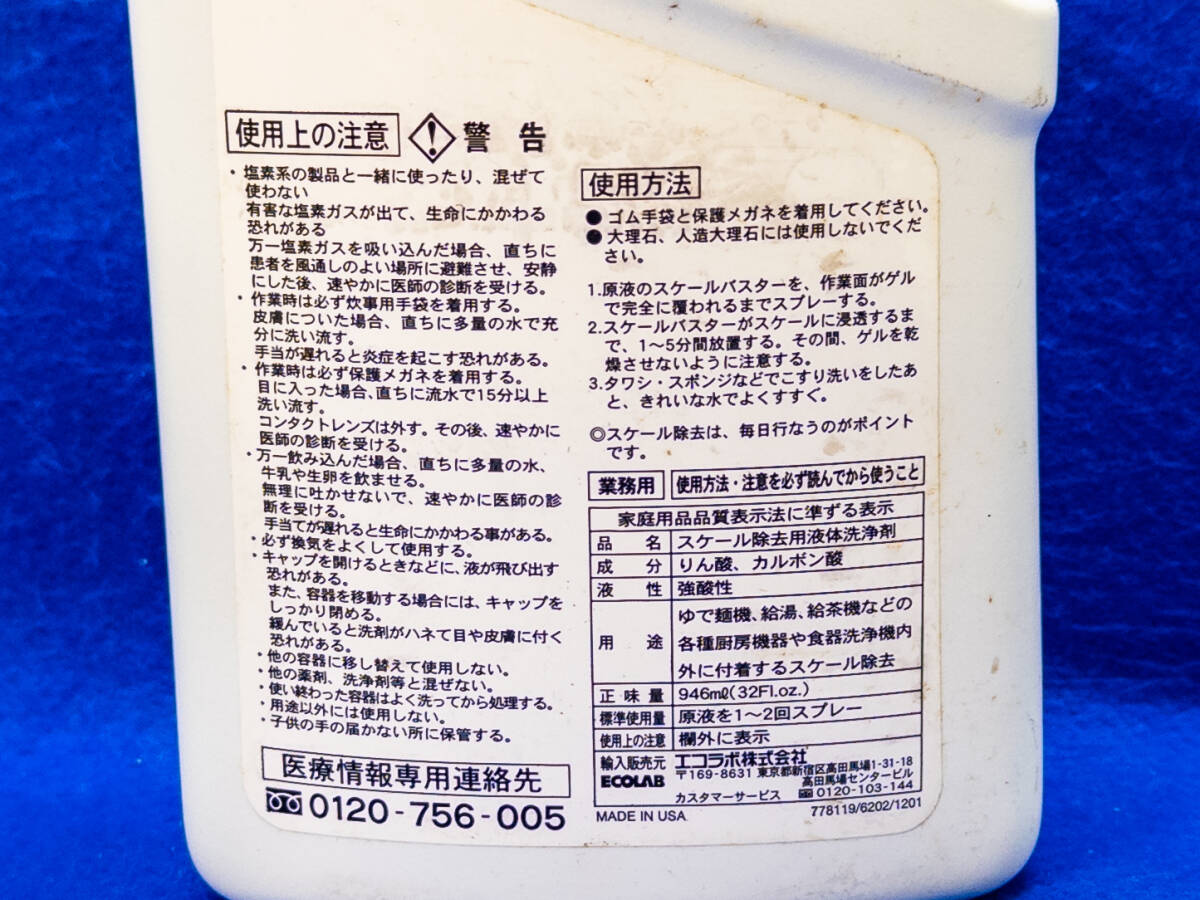 使用上の注意 警告
・塩素系の製品と一緒に使ったり、混ぜて
使わない
有害な塩素ガスが出て、生命にかかわる
恐れがある
万一塩素ガスを吸い込んだ場合、直ちに
患者を風通しのよい場所に避難させ、安静
にした後、速やかに医師の診断を受ける。
・作業時は必ず炊事用手袋を着用する。
皮膚についた場合、直ちに多量の水で充
分に洗い流す。
手当が遅れると炎症を起こす恐れがある。
・作業時は必ず保護メガネを着用する。
目に入った場合、直ちに流水で15分以上
洗い流す。
コンタクトレンズは外す。その後、速やかに
医師の診断を受ける。
・万一飲み込んだ場合、直ちに多量の水、
牛乳や生卵を飲ませる。
無理に吐かせないで、速やかに医師の診
断を受ける。
手当てが遅れると生命にかかわる事がある。
・必ず換気をよくして使用する。
・キャップを開けるときなどに、液が飛び出す
恐れがある。
また、容器を移動する場合には、キャップを
しっかり閉める。
緩んでいると洗剤がハネて目や皮膚に付く
恐れがある。
・他の容器に移し替えて使用しない。
・他の薬剤、洗浄剤等と混ぜない。
・使い終わった容器はよく洗ってから処理する。
・用途以外には使用しない。
・子供の手の届かない所に保管する。
医療情報専用連絡先
0120-756-005
使用方法
●ゴム手袋と保護メガネを着用してください。
●大理石、人造大理石には使用しないでくだ
さい。
1.原液のスケールバスターを、作業面がゲル
で完全に覆われるまでスプレーする。
2.スケールバスターがスケールに浸透するま
で、1〜5分間放置する。その間、ゲルを乾
燥させないように注意する。
3.タワシ・スポンジなどでこすり洗いをしたあ
と、きれいな水でよくすすぐ。
◎スケール除去は、毎日行なうのがポイント
です。
業務用 使用方法・注意を必ず読んでから使うこと
家庭用品品質表示法に準ずる表示
品名 スケール除去用液体洗浄剤
成分 りん酸、カルボン酸
液性 強酸性
用途 ゆで麺機、給湯、給茶機などの
各種厨房機器や食器洗浄機内
外に付着するスケール除去
正味量 946mℓ(32Fl.oz.)
標準使用量 原液を1〜2回スプレー
使用上の注意 欄外に表示
輸入販売元 エコラボ株式会社
ECOLAB 〒169-8631 東京都新宿区高田馬場1-31-18
高田馬場センタービル
カスタマーサービス 0120-103-144
MADE IN USA 778119/6202/1201